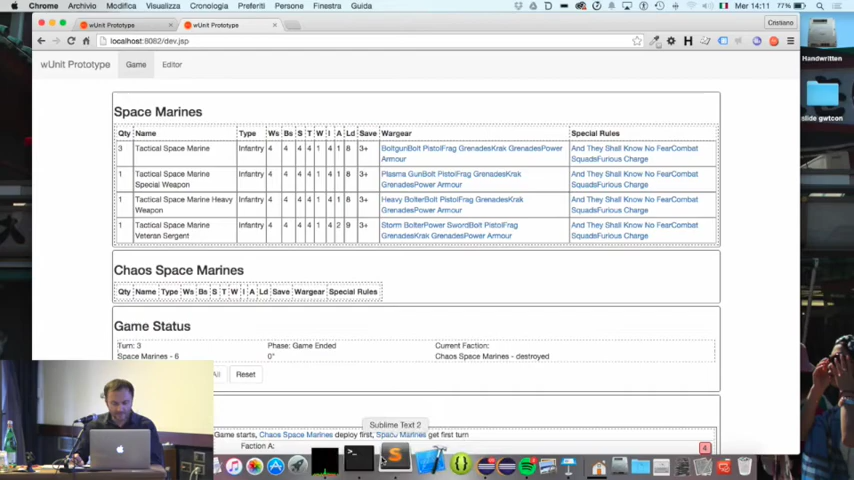 Chrome Archivio Modifica Visualizza Cronologia Preferiti Persone Finestra Guida Mer 14:11 77%
wUnit Prototype wUnit Prototype Cristiano
localhost:8082/dev.jsp
wUnit Prototype Game Editor
Handwritten
slide gwtcon
Space Marines
Qty Name Type Ws Bs S T W I A Ld Save Wargear Special Rules
3 Tactical Space Marine Infantry 4 4 4 4 1 4 1 8 3+ BoltgunBolt PistolFrag GrenadesKrak GrenadesPower And They Shall Know No FearCombat
Armour SquadsFurious Charge
1 Tactical Space Marine Infantry 4 4 4 4 1 4 1 8 3+ Plasma GunBolt PistolFrag GrenadesKrak And They Shall Know No FearCombat
Special Weapon GrenadesPower Armour SquadsFurious Charge
1 Tactical Space Marine Heavy Infantry 4 4 4 4 1 4 1 8 3+ Heavy BolterBolt PistolFrag GrenadesKrak And They Shall Know No FearCombat
Weapon GrenadesPower Armour SquadsFurious Charge
1 Tactical Space Marine Infantry 4 4 4 4 1 4 2 9 3+ Storm BolterPower SwordBolt PistolFrag And They Shall Know No FearCombat
Veteran Sergent GrenadesKrak GrenadesPower Armour SquadsFurious Charge
Chaos Space Marines
Qty Name Type Ws Bs S T W I A Ld Save Wargear Special Rules
Game Status
Turn: 3 Phase: Game Ended Current Faction:
Space Marines - 6 0" Chaos Space Marines - destroyed
All Reset
Sublime Text 2
Game starts, Chaos Space Marines deploy first, Space Marines get first turn
Faction A:
4